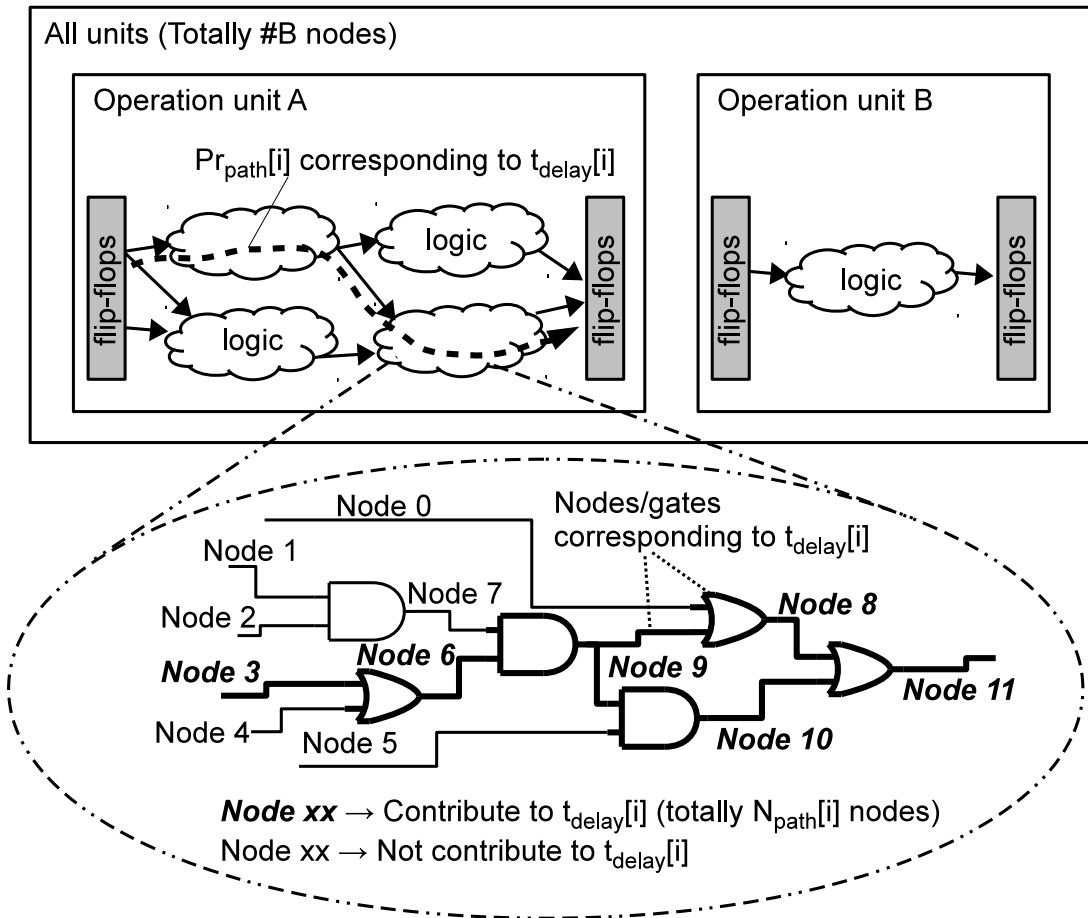 All units (Totally #B nodes)
Operation unit A
Operation unit B
Pr_path[i] corresponding to t_delay[i]
flip-flops
logic
logic
flip-flops
flip-flops
logic
flip-flops
Node 0
Nodes/gates
corresponding to t_delay[i]
Node 1
Node 7
Node 8
Node 2
Node 6
Node 9
Node 3
Node 11
Node 4
Node 5
Node 10
Node xx → Contribute to t_delay[i] (totally N_path[i] nodes)
Node xx → Not contribute to t_delay[i]